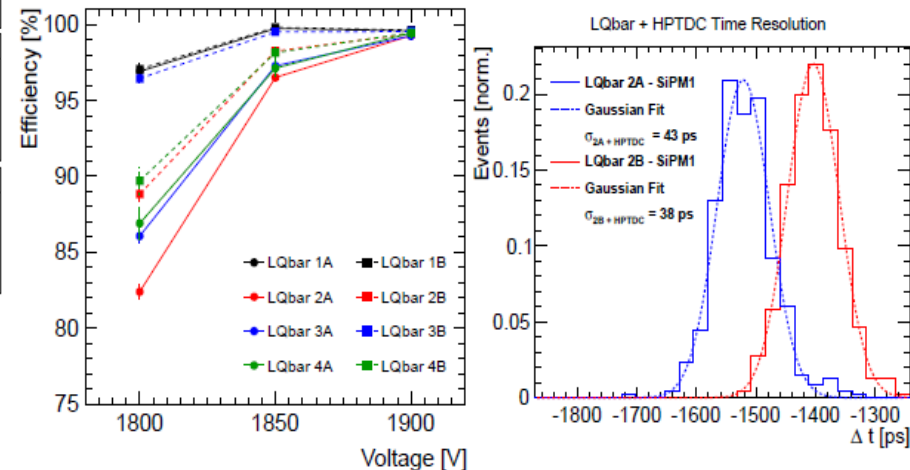 Efficiency [%]
100
95
90
85
80
75
1800
1850
1900
Voltage [V]
LQbar 1A
LQbar 1B
LQbar 2A
LQbar 2B
LQbar 3A
LQbar 3B
LQbar 4A
LQbar 4B
LQbar + HPTDC Time Resolution
Events [norm.]
0.2
0.15
0.1
0.05
0
LQbar 2A - SiPM1
Gaussian Fit
σ2A + HPTDC = 43 ps
LQbar 2B - SiPM1
Gaussian Fit
σ2B + HPTDC = 38 ps
-1800
-1700
-1600
-1500
-1400
-1300
Δ t [ps]